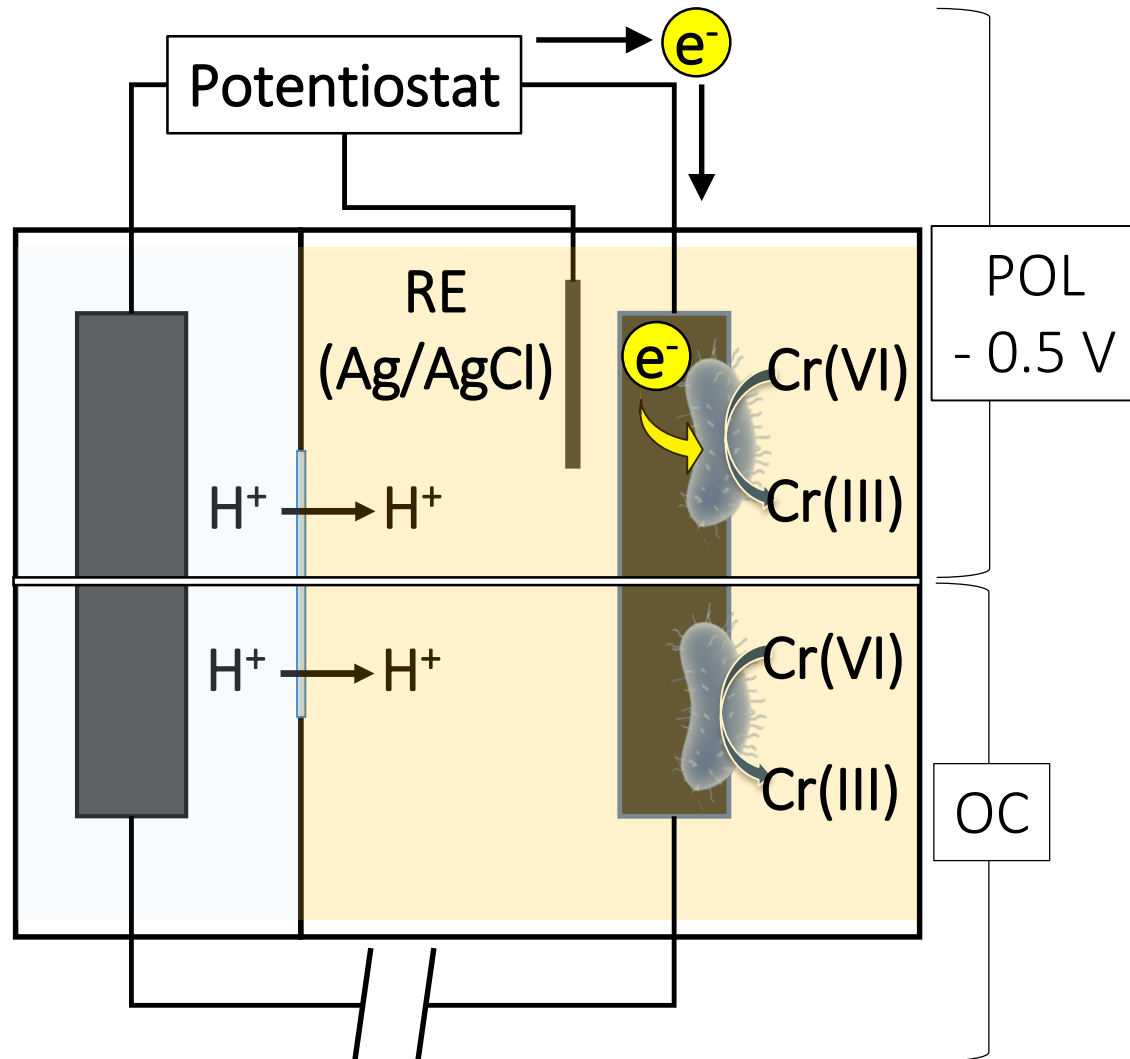 e⁻
Potentiostat
RE
(Ag/AgCl)
POL
- 0.5 V
e⁻
Cr(VI)
Cr(III)
H⁺
H⁺
H⁺
H⁺
Cr(VI)
Cr(III)
OC